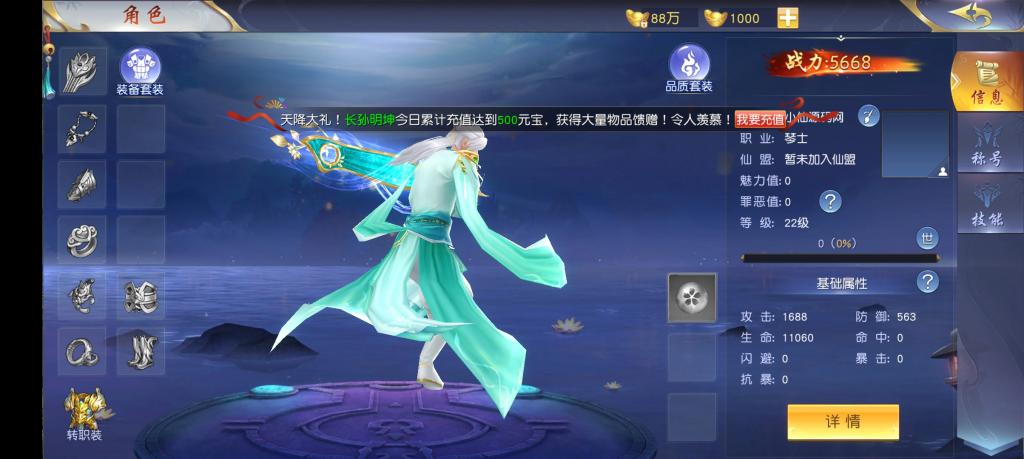 角色
88万
1000
装备套装
品质套装
战力:5668
信息
天降大礼！长孙明坤今日累计充值达到500元宝，获得大量物品馈赠！令人羡慕！我要充值
小仙源码网
职业：琴士
称号
仙盟：暂未加入仙盟
魅力值:0
罪恶值:0
?
等级：22级
技能
0（0%）
世
基础属性
?
攻击：1688
防御：563
生命：11060
命中：0
闪避：0
暴击：0
抗暴：0
转职装
详情